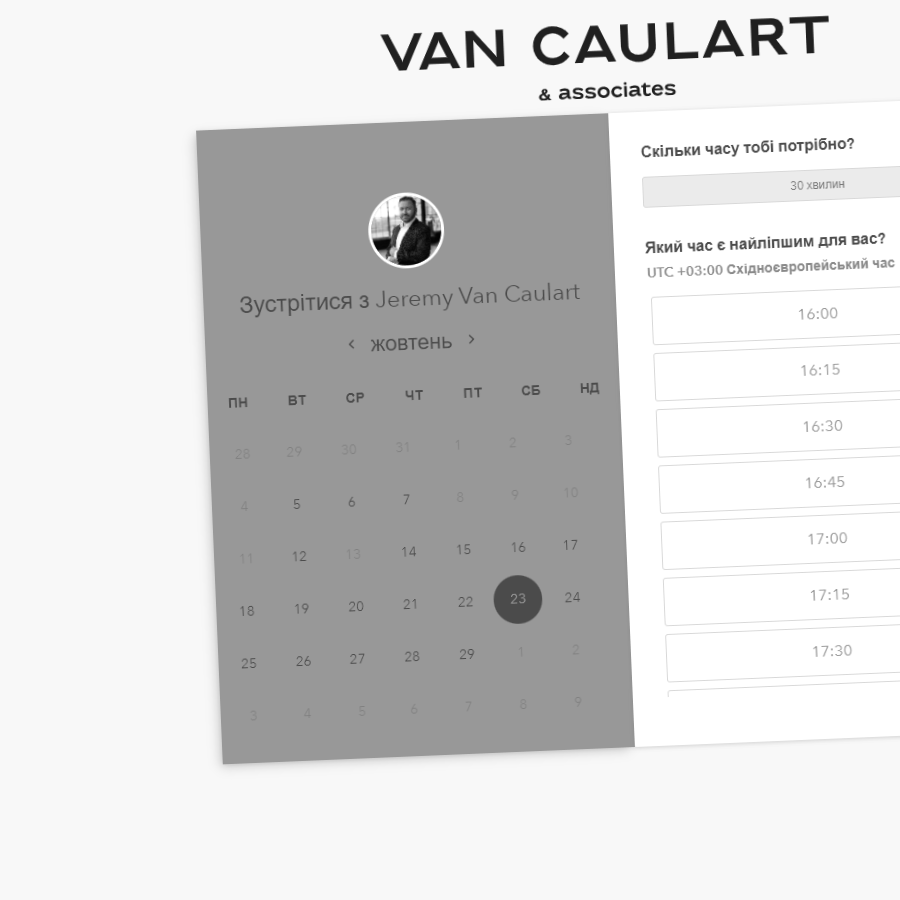 VAN CAULART
& associates
Зустрітися з Jeremy Van Caulart
‹ жовтень ›
ПН ВТ СР ЧТ ПТ СБ НД
28 29 30 31 1 2 3
4 5 6 7 8 9 10
11 12 13 14 15 16 17
18 19 20 21 22 23 24
25 26 27 28 29 1 2
3 4 5 6 7 8 9
Скільки часу тобі потрібно?
30 хвилин
Який час є найліпшим для вас?
UTC +03:00 Східноєвропейський час
16:00
16:15
16:30
16:45
17:00
17:15
17:30